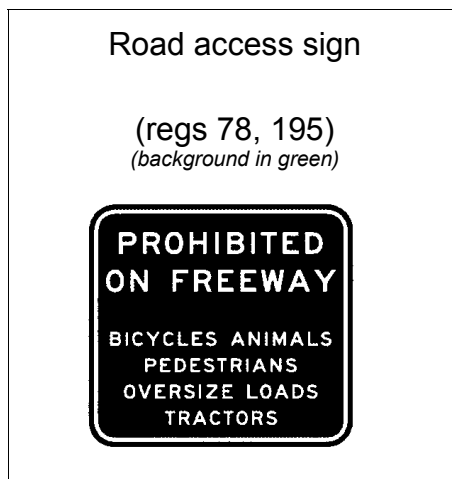 Road access sign
(regs 78, 195)
(background in green)
PROHIBITED
ON FREEWAY
BICYCLES ANIMALS
PEDESTRIANS
OVERSIZE LOADS
TRACTORS